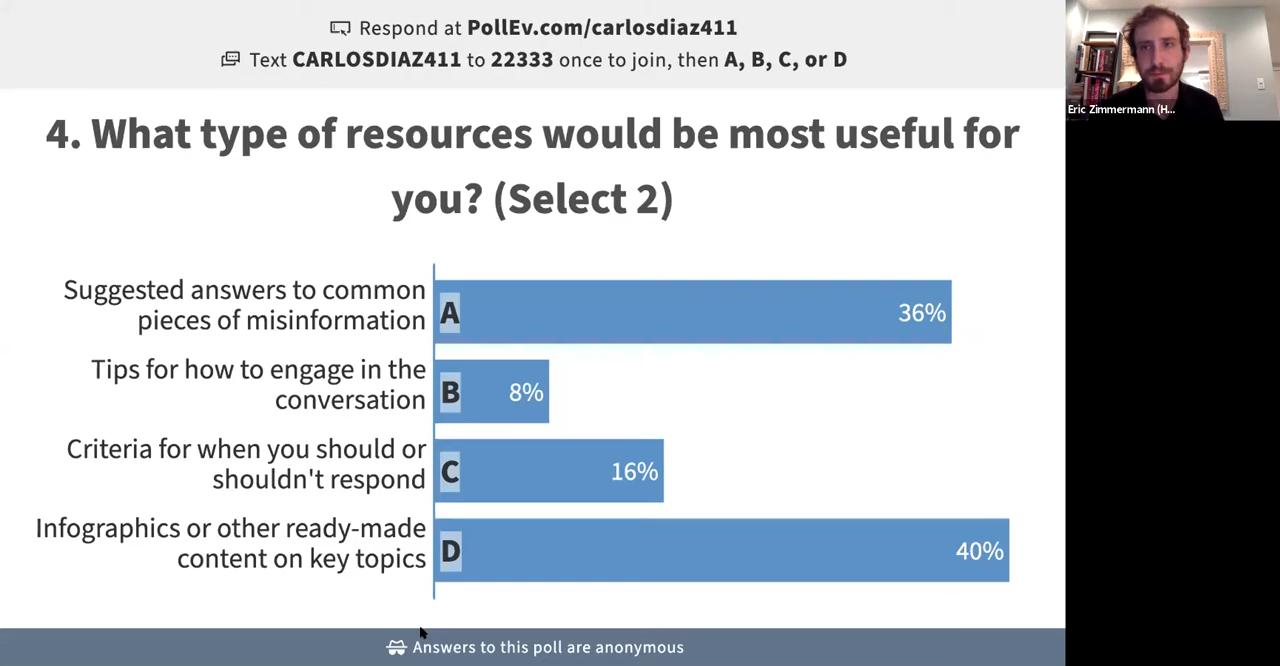 Respond at PollEv.com/carlosdiaz411
Text CARLOSDIAZ411 to 22333 once to join, then A, B, C, or D
4. What type of resources would be most useful for
you? (Select 2)
Suggested answers to common
pieces of misinformation
A
36%
Tips for how to engage in the
conversation
B
8%
Criteria for when you should or
shouldn't respond
C
16%
Infographics or other ready-made
content on key topics
D
40%
Answers to this poll are anonymous
Eric Zimmermann (H...